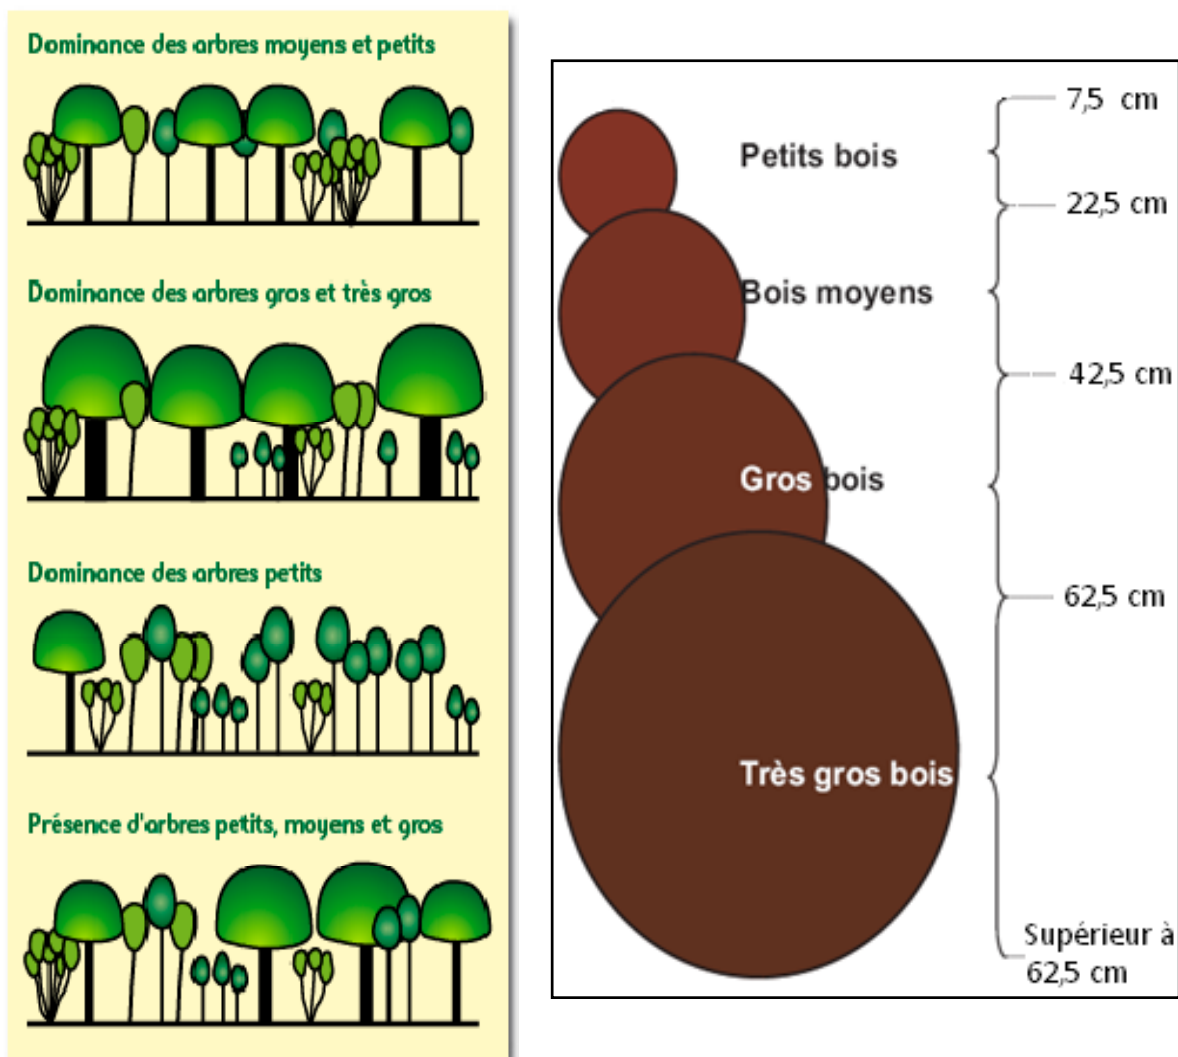 Dominance des arbres moyens et petits
Dominance des arbres gros et très gros
Dominance des arbres petits
Présence d'arbres petits, moyens et gros
7,5 cm
Petits bois
22,5 cm
Bois moyens
42,5 cm
Gros bois
62,5 cm
Très gros bois
Supérieur à
62,5 cm